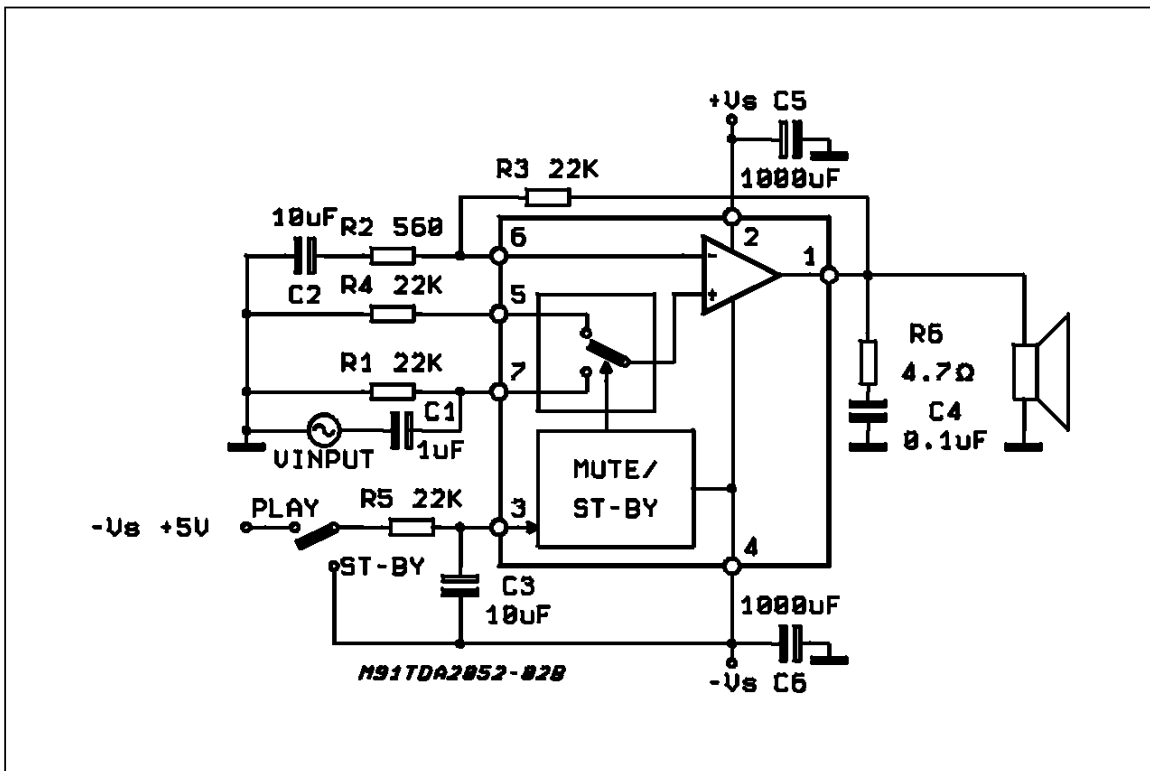 +Vs C5
1000uF
R3 22K
10uF
R2 560
C2
6
2
1
R4 22K
5
-
+
R1 22K
7
C1
1uF
VINPUT
R6
4.7Ω
C4
0.1uF
MUTE/
ST-BY
PLAY
R5 22K
3
-Vs +5V
ST-BY
4
C3
10uF
1000uF
-Vs C6
M91TDA2052-02B